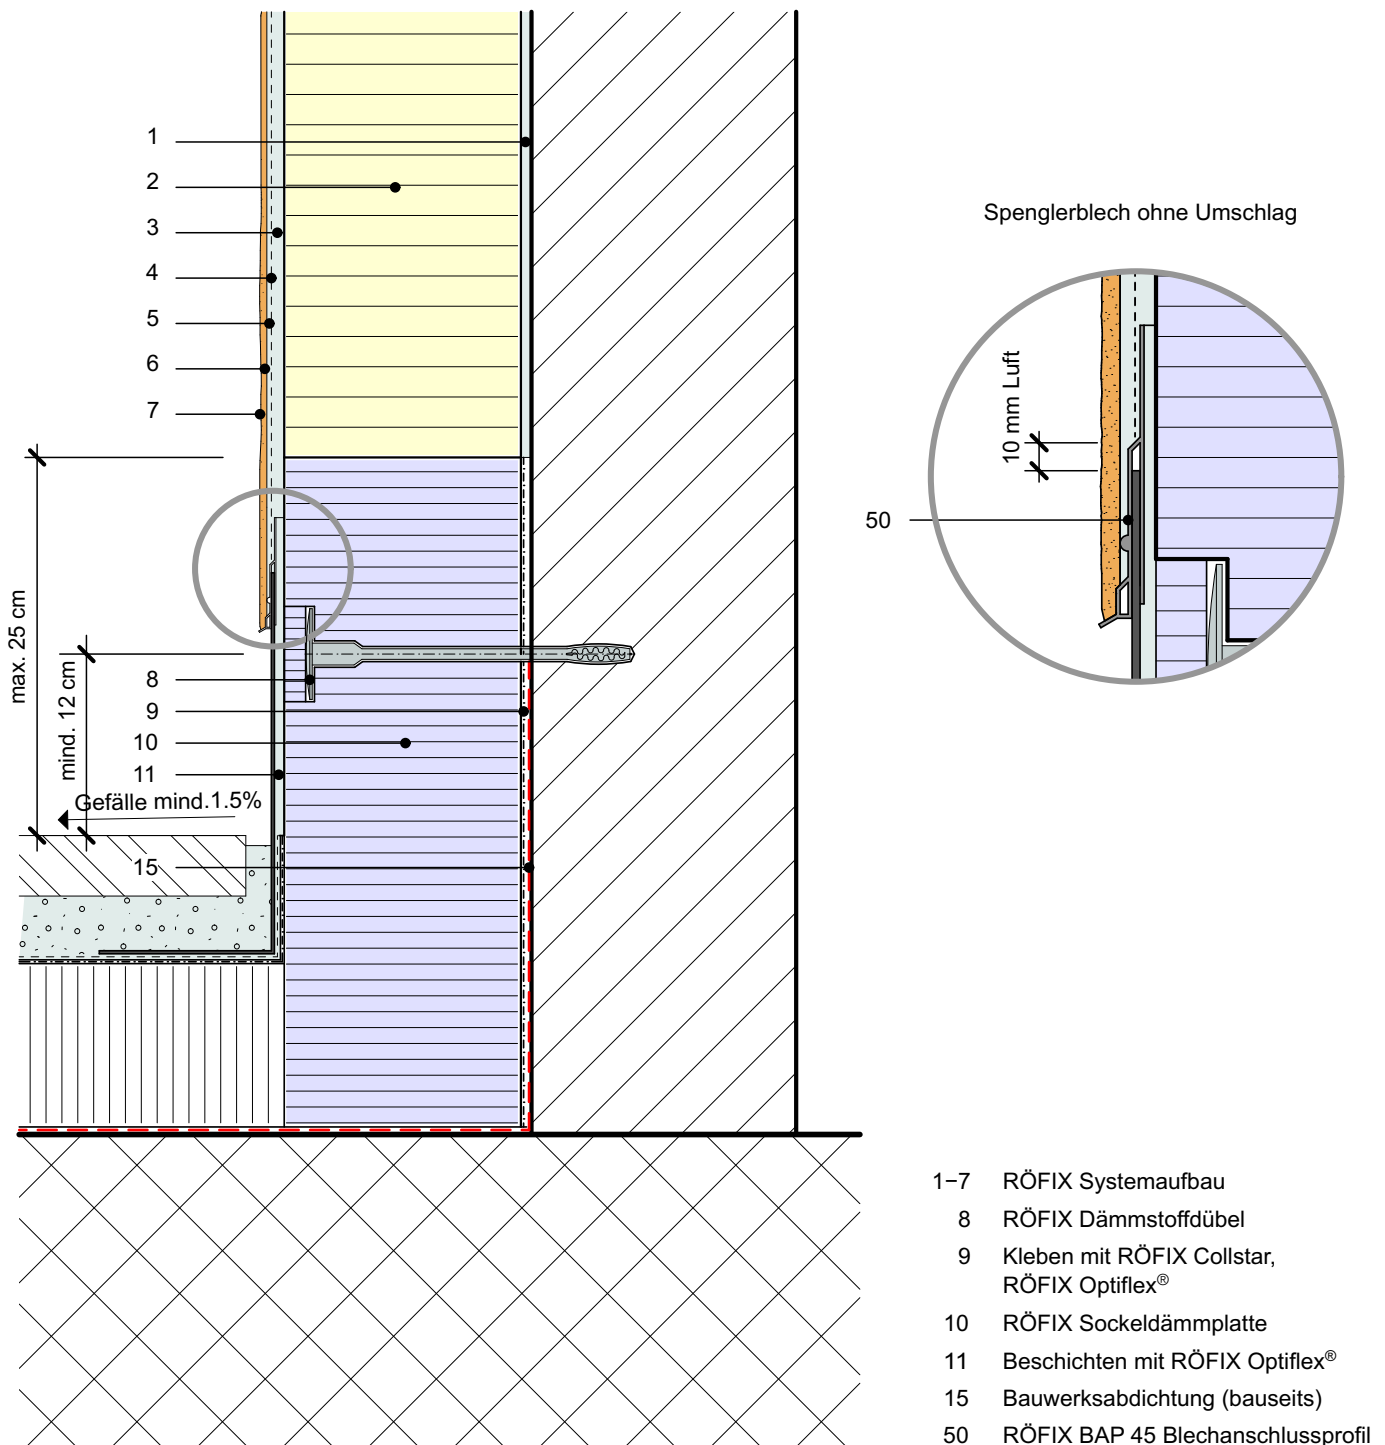 1
2
3
4
5
6
7
Spenglerblech ohne Umschlag
10 mm Luft
50
max. 25 cm
mind. 12 cm
8
9
10
11
Gefälle mind.1.5%
15
1–7 RÖFIX Systemaufbau
8 RÖFIX Dämmstoffdübel
9 Kleben mit RÖFIX Collstar,
RÖFIX Optiflex®
10 RÖFIX Sockeldämmplatte
11 Beschichten mit RÖFIX Optiflex®
15 Bauwerksabdichtung (bauseits)
50 RÖFIX BAP 45 Blechanschlussprofil